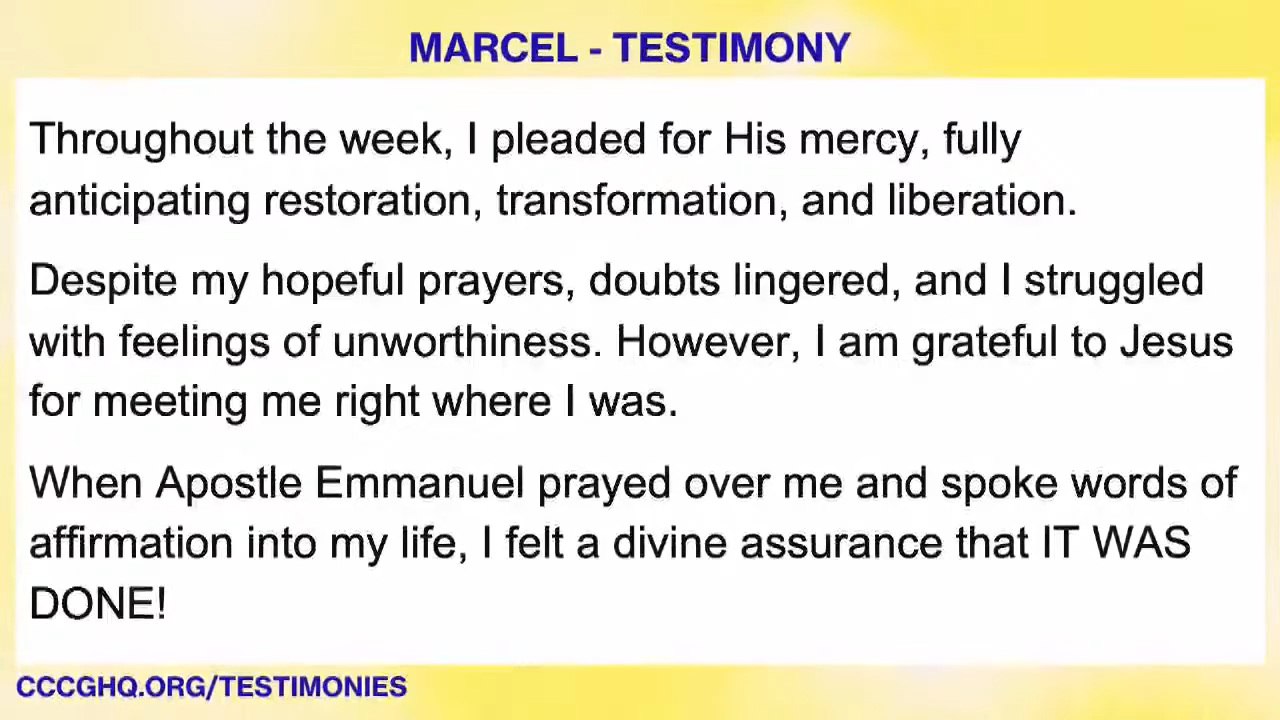 MARCEL - TESTIMONY
Throughout the week, I pleaded for His mercy, fully
anticipating restoration, transformation, and liberation.
Despite my hopeful prayers, doubts lingered, and I struggled
with feelings of unworthiness. However, I am grateful to Jesus
for meeting me right where I was.
When Apostle Emmanuel prayed over me and spoke words of
affirmation into my life, I felt a divine assurance that IT WAS
DONE!
CCCGHQ.ORG/TESTIMONIES